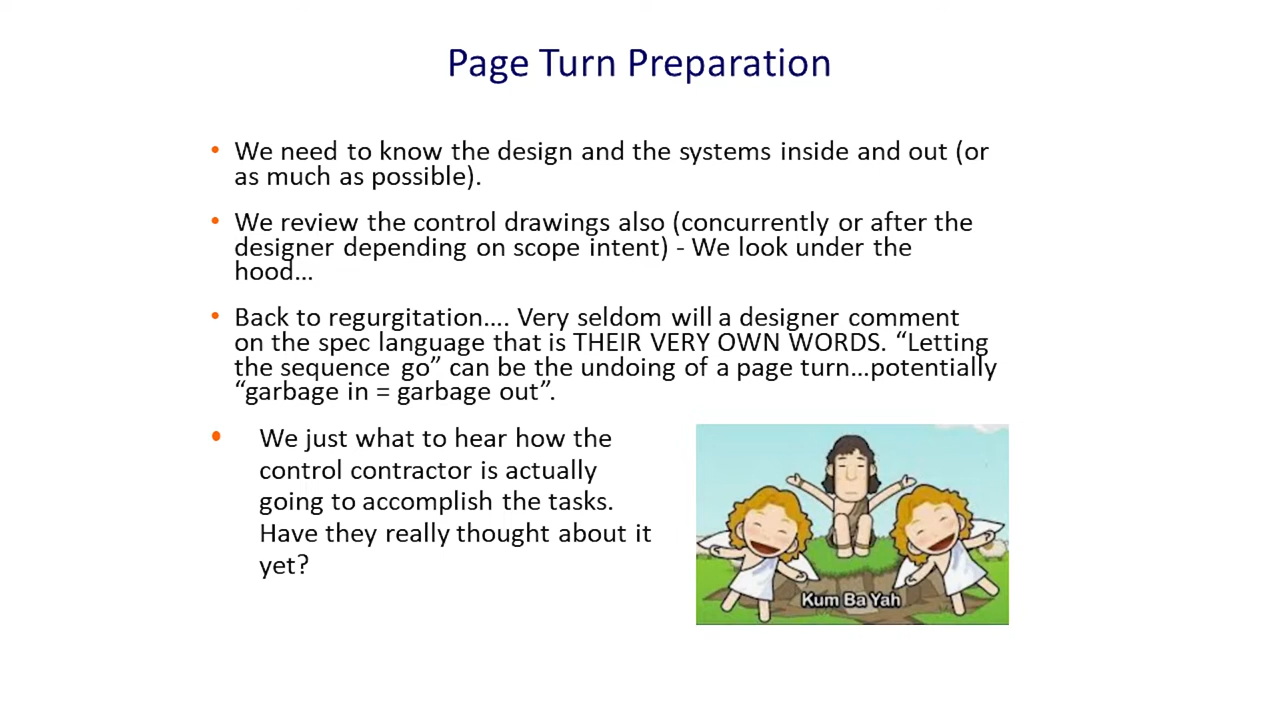 Page Turn Preparation
• We need to know the design and the systems inside and out (or
as much as possible).
• We review the control drawings also (concurrently or after the
designer depending on scope intent) - We look under the
hood…
• Back to regurgitation…. Very seldom will a designer comment
on the spec language that is THEIR VERY OWN WORDS. “Letting
the sequence go” can be the undoing of a page turn…potentially
“garbage in = garbage out”.
• We just what to hear how the
control contractor is actually
going to accomplish the tasks.
Have they really thought about it
yet?
Kum Ba Yah